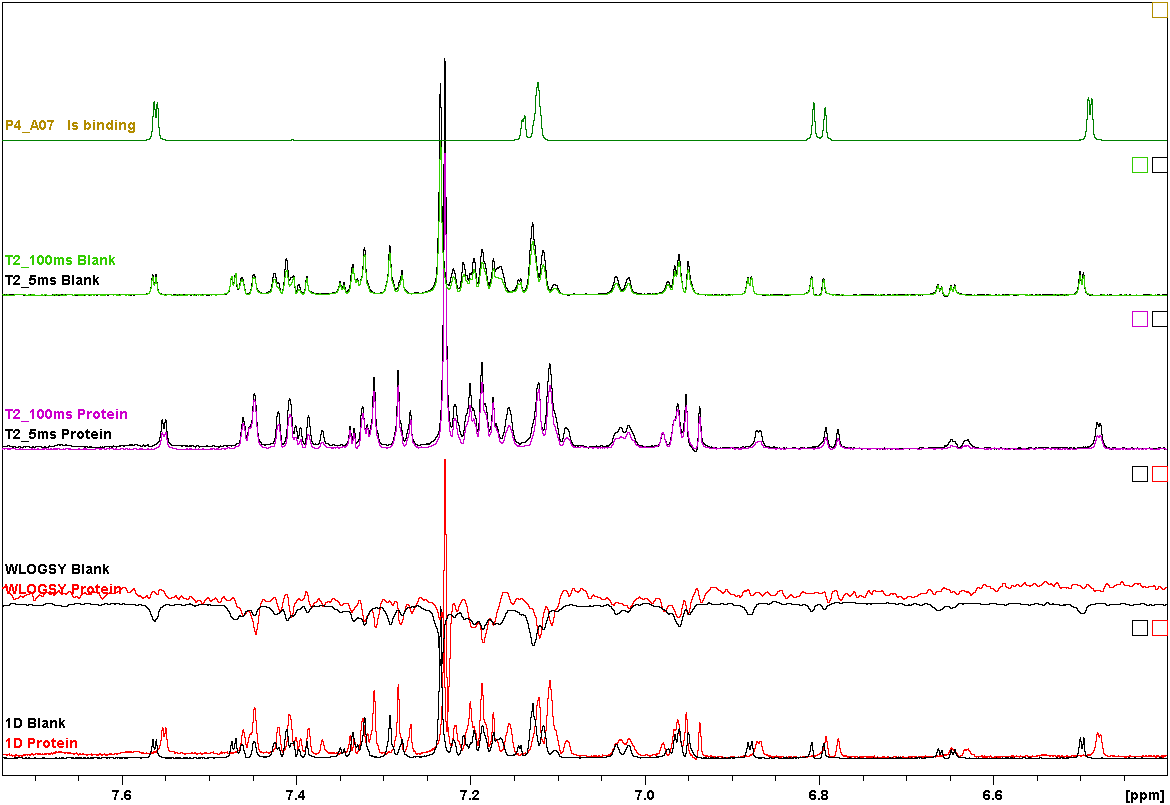 P4_A07 Is binding
T2_100ms Blank
T2_5ms Blank
T2_100ms Protein
T2_5ms Protein
WLOGSY Blank
WLOGSY Protein
1D Blank
1D Protein
7.6 7.4 7.2 7.0 6.8 6.6 [ppm]